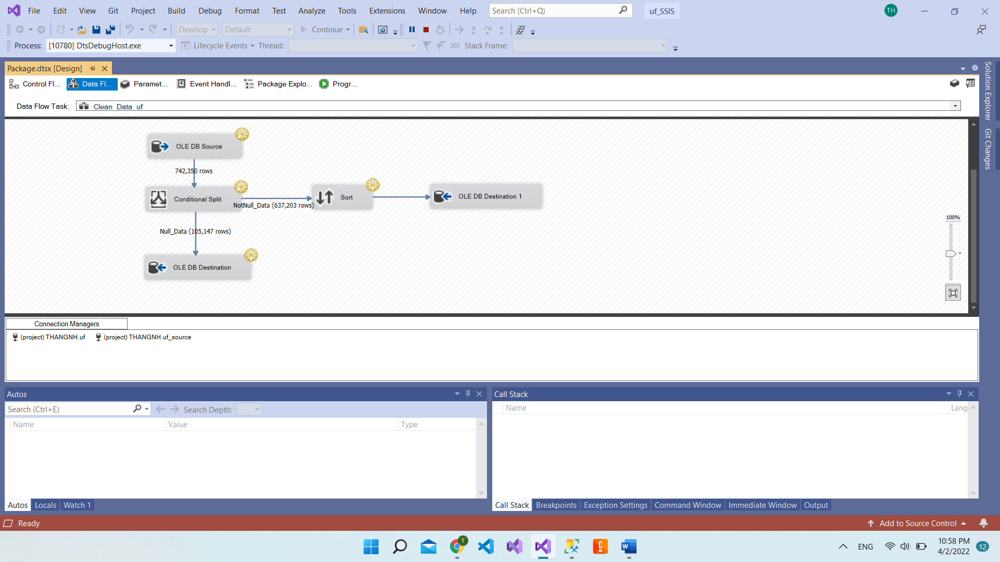 File Edit View Git Project Build Debug Format Test Analyze Tools Extensions Window Help Search (Ctrl+Q) uf_SSIS TH
Develop Default Continue
Process: [10780] DtsDebugHost.exe Lifecycle Events Thread: Stack Frame:
Package.dtsx [Design]
Control Fl... Data Fl... Paramet... Event Handl... Package Explo... Progr...
Data Flow Task: Clean_Data_uf
OLE DB Source
742,350 rows
Conditional Split
NotNull_Data (637,203 rows)
Sort
OLE DB Destination 1
Null_Data (105,147 rows)
OLE DB Destination
100%
Solution Explorer
Git Changes
Connection Managers
(project) THANGNH.uf (project) THANGNH.uf_source
Autos
Search (Ctrl+E) Search Depth:
Name Value Type
Autos Locals Watch 1
Call Stack
Name Lang
Call Stack Breakpoints Exception Settings Command Window Immediate Window Output
Ready Add to Source Control
T
ENG
10:58 PM
4/2/2022
12